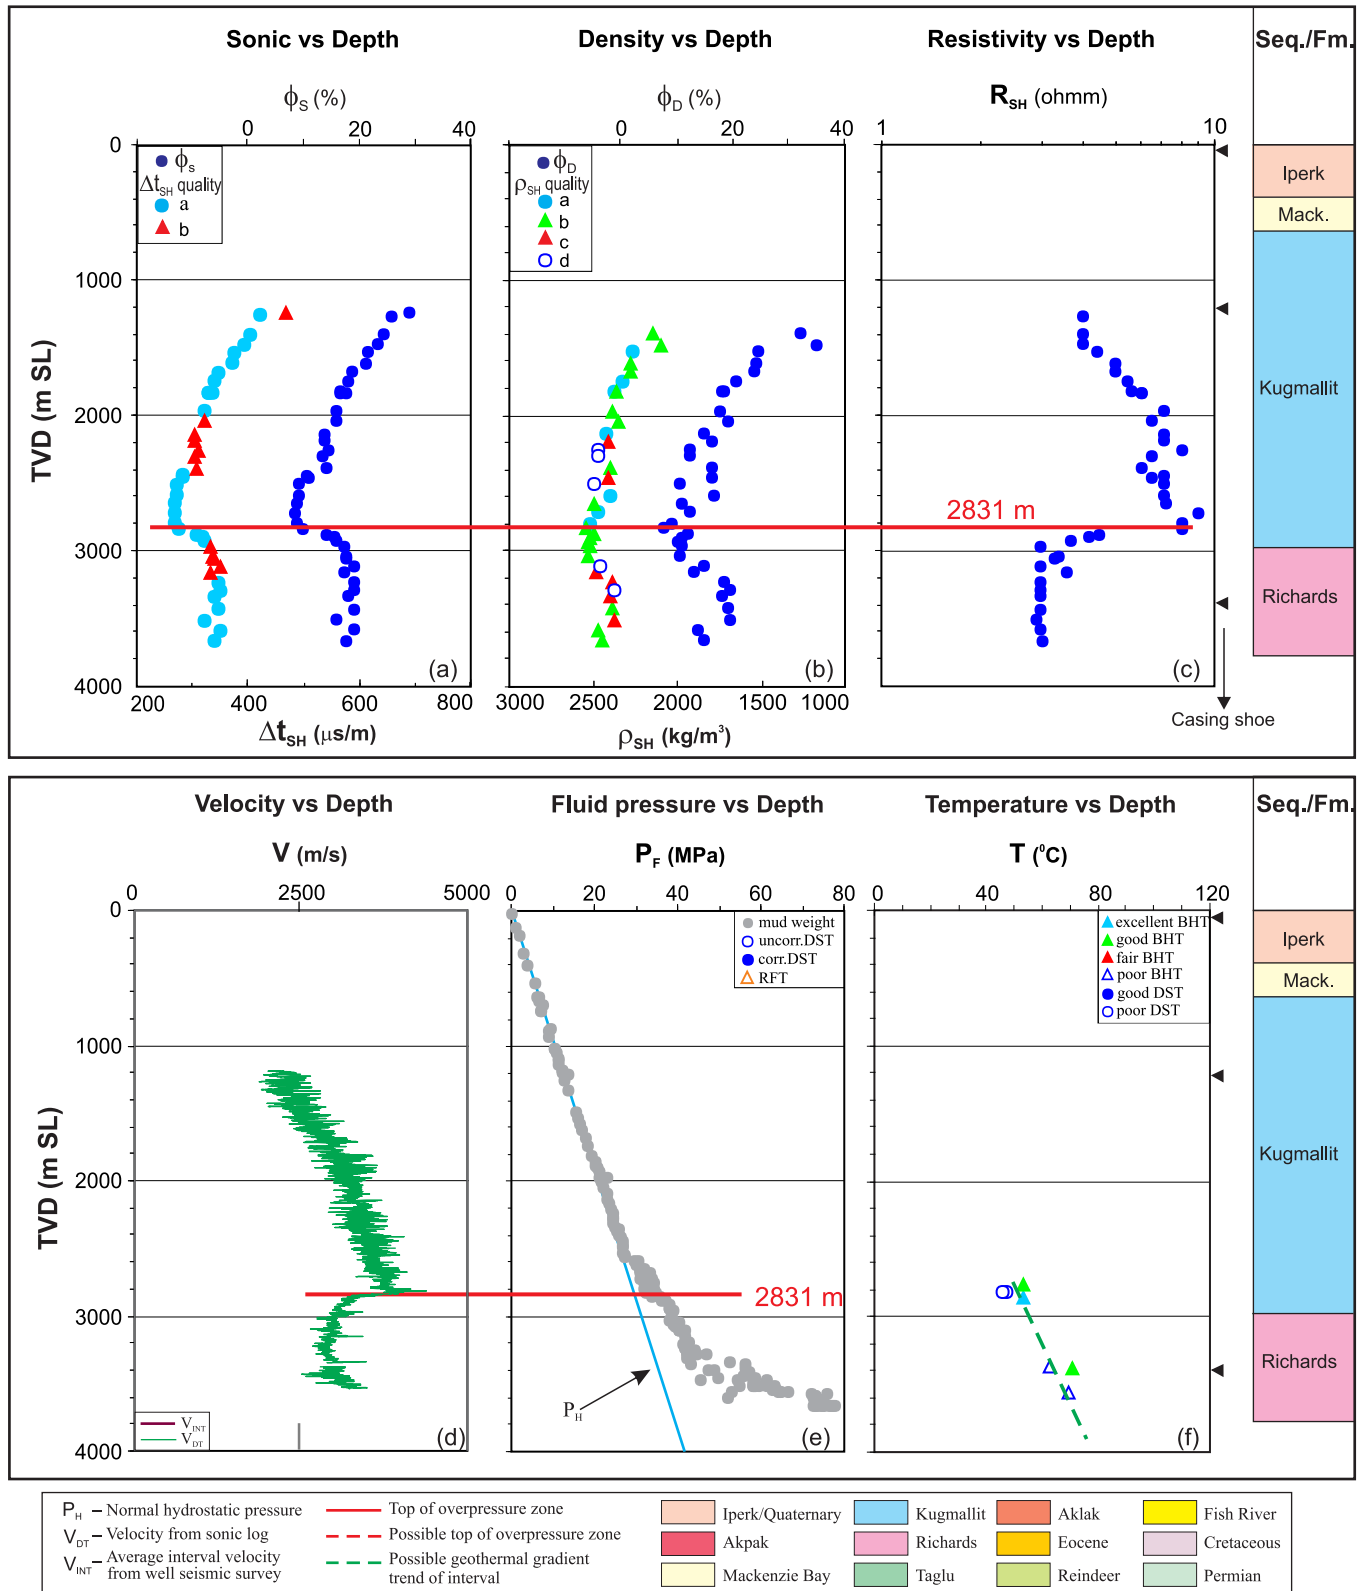 Sonic vs Depth
Density vs Depth
Resistivity vs Depth
Seq./Fm.
ϕS (%)
ϕD (%)
RSH (ohmm)
0 20 40
0 20 40
1 10
TVD (m SL)
0
1000
2000
3000
4000
ϕs
ΔtSH quality
a
b
ϕD
ρSH quality
a
b
c
d
2831 m
(a)
(b)
(c)
200 400 600 800
3000 2500 2000 1500 1000
ΔtSH (μs/m)
ρSH (kg/m³)
Casing shoe
Iperk
Mack.
Kugmallit
Richards
Velocity vs Depth
Fluid pressure vs Depth
Temperature vs Depth
Seq./Fm.
V (m/s)
PF (MPa)
T (⁰C)
0 2500 5000
0 20 40 60 80
0 40 80 120
TVD (m SL)
0
1000
2000
3000
4000
mud weight
uncorr.DST
corr.DST
RFT
excellent BHT
good BHT
fair BHT
poor BHT
good DST
poor DST
2831 m
PH
VINT
VDT
(d)
(e)
(f)
Iperk
Mack.
Kugmallit
Richards
PH – Normal hydrostatic pressure
VDT – Velocity from sonic log
VINT – Average interval velocity
from well seismic survey
Top of overpressure zone
Possible top of overpressure zone
Possible geothermal gradient
trend of interval
Iperk/Quaternary
Kugmallit
Aklak
Fish River
Akpak
Richards
Eocene
Cretaceous
Mackenzie Bay
Taglu
Reindeer
Permian